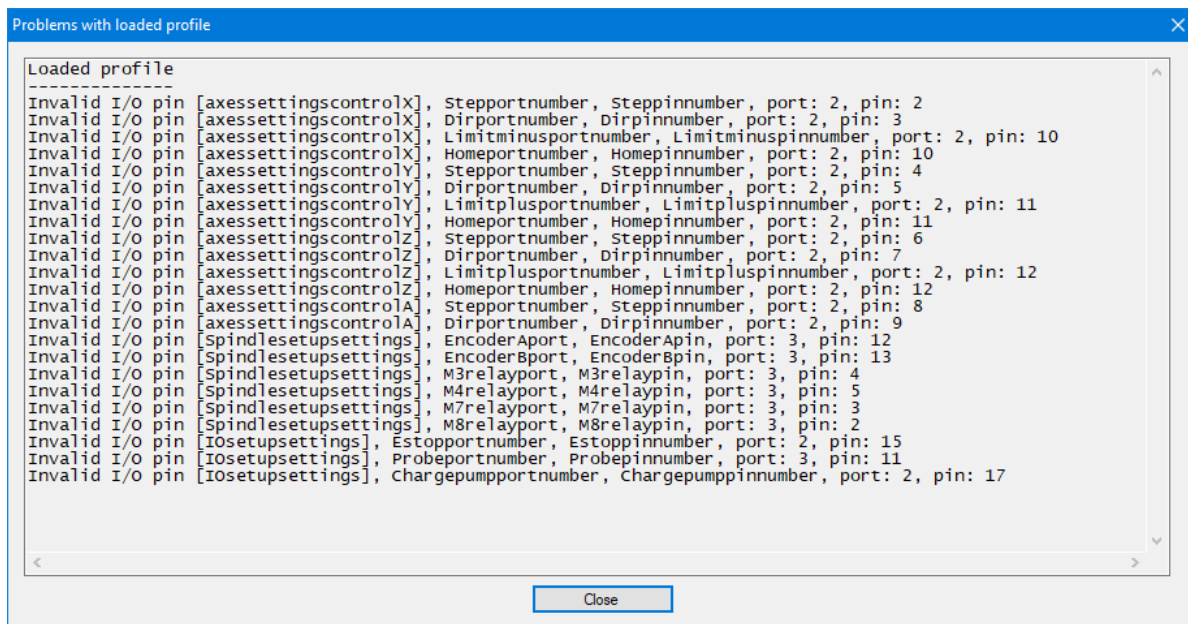 Problems with loaded profile
Loaded profile
--------------
Invalid I/O pin [axessettingscontrolX], Stepportnumber, Steppinnumber, port: 2, pin: 2
Invalid I/O pin [axessettingscontrolX], Dirportnumber, Dirpinnumber, port: 2, pin: 3
Invalid I/O pin [axessettingscontrolX], Limitminusportnumber, Limitminuspinnumber, port: 2, pin: 10
Invalid I/O pin [axessettingscontrolX], Homeportnumber, Homepinnumber, port: 2, pin: 10
Invalid I/O pin [axessettingscontrolY], Stepportnumber, Steppinnumber, port: 2, pin: 4
Invalid I/O pin [axessettingscontrolY], Dirportnumber, Dirpinnumber, port: 2, pin: 5
Invalid I/O pin [axessettingscontrolY], Limitplusportnumber, Limitpluspinnumber, port: 2, pin: 11
Invalid I/O pin [axessettingscontrolY], Homeportnumber, Homepinnumber, port: 2, pin: 11
Invalid I/O pin [axessettingscontrolZ], Stepportnumber, Steppinnumber, port: 2, pin: 6
Invalid I/O pin [axessettingscontrolZ], Dirportnumber, Dirpinnumber, port: 2, pin: 7
Invalid I/O pin [axessettingscontrolZ], Limitplusportnumber, Limitpluspinnumber, port: 2, pin: 12
Invalid I/O pin [axessettingscontrolZ], Homeportnumber, Homepinnumber, port: 2, pin: 12
Invalid I/O pin [axessettingscontrolA], Stepportnumber, Steppinnumber, port: 2, pin: 8
Invalid I/O pin [axessettingscontrolA], Dirportnumber, Dirpinnumber, port: 2, pin: 9
Invalid I/O pin [Spindlesetupsettings], EncoderAport, EncoderApin, port: 3, pin: 12
Invalid I/O pin [Spindlesetupsettings], EncoderBport, EncoderBpin, port: 3, pin: 13
Invalid I/O pin [Spindlesetupsettings], M3relayport, M3relaypin, port: 3, pin: 4
Invalid I/O pin [Spindlesetupsettings], M4relayport, M4relaypin, port: 3, pin: 5
Invalid I/O pin [Spindlesetupsettings], M7relayport, M7relaypin, port: 3, pin: 3
Invalid I/O pin [Spindlesetupsettings], M8relayport, M8relaypin, port: 3, pin: 2
Invalid I/O pin [IOsetupsettings], Estopportnumber, Estoppinnumber, port: 2, pin: 15
Invalid I/O pin [IOsetupsettings], Probeportnumber, Probepinnumber, port: 3, pin: 11
Invalid I/O pin [IOsetupsettings], Chargepumpportnumber, Chargepumppinnumber, port: 2, pin: 17
Close